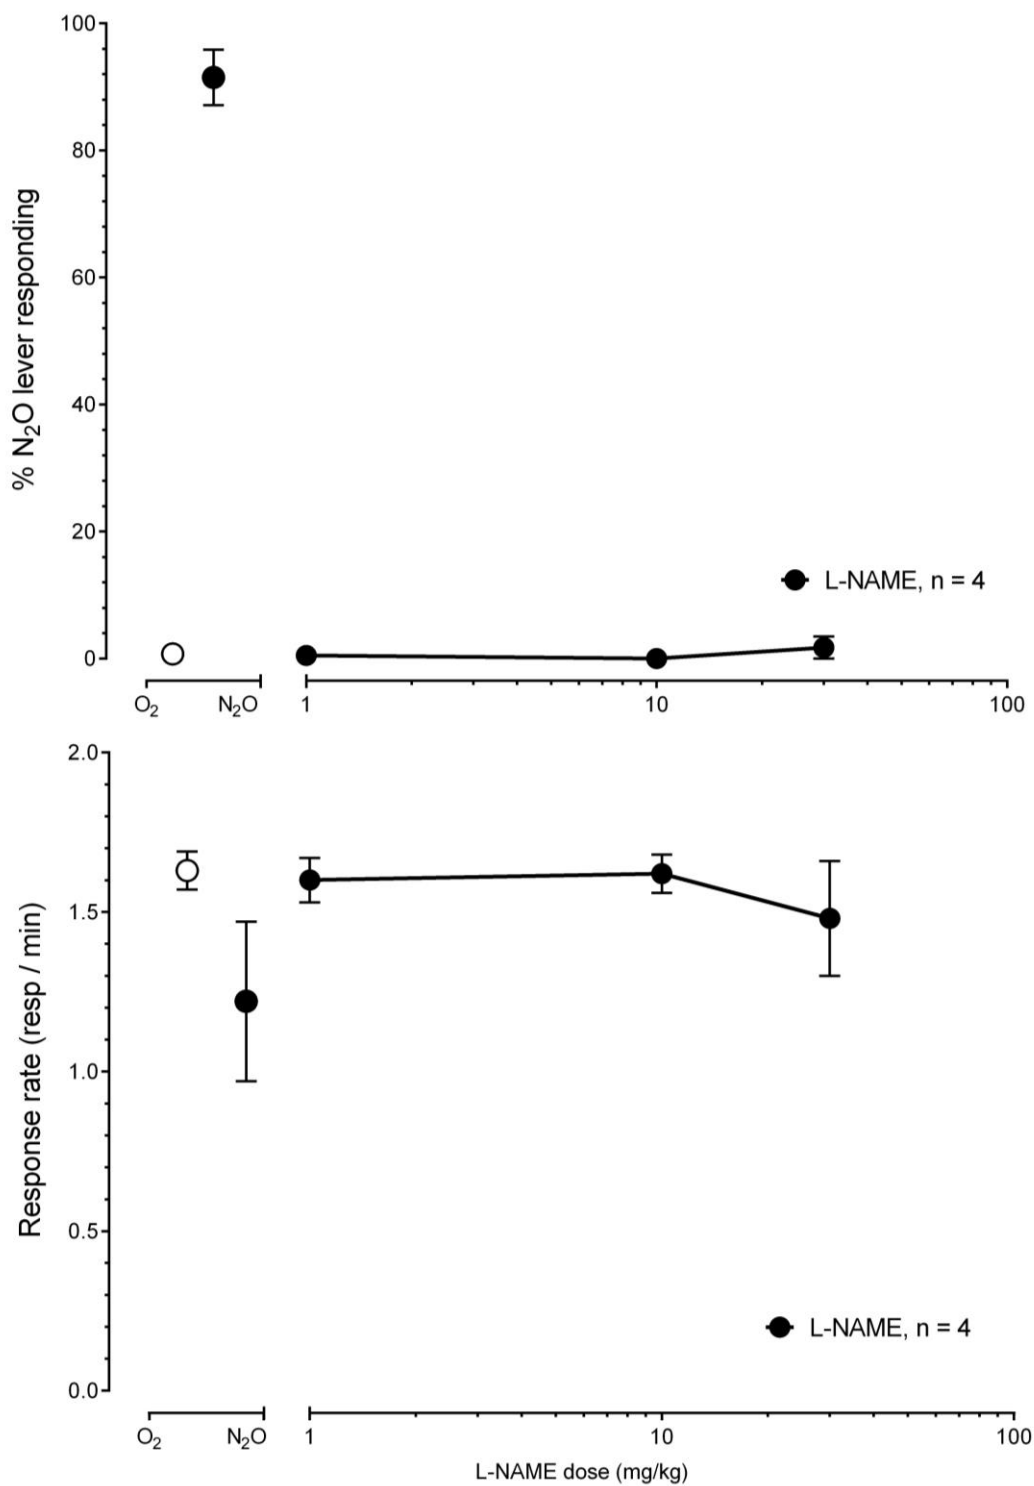 100
80
60
40
20
0
% N₂O lever responding
L-NAME, n = 4
O₂ N₂O 1 10 100
2.0
1.5
1.0
0.5
0.0
Response rate (resp / min)
L-NAME, n = 4
O₂ N₂O 1 10 100
L-NAME dose (mg/kg)